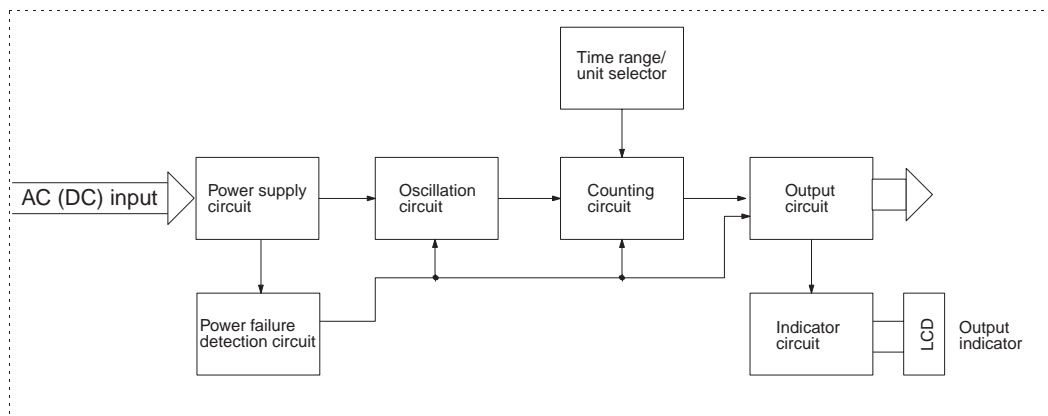 Time range/
unit selector
AC (DC) input
Power supply
circuit
Oscillation
circuit
Counting
circuit
Output
circuit
Power failure
detection circuit
Indicator
circuit
LCD
Output
indicator